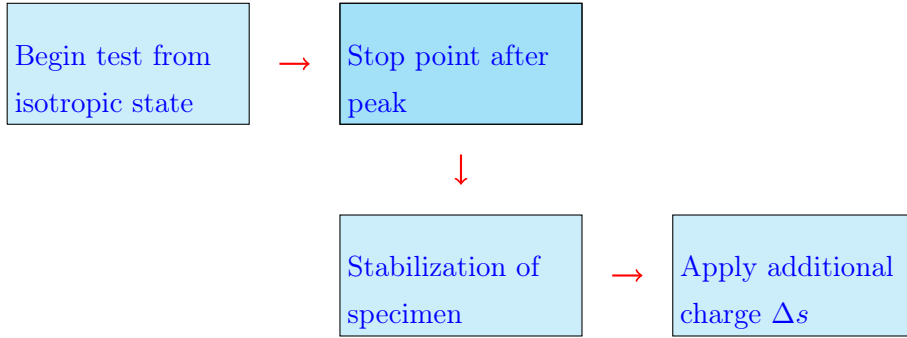 Begin test from
isotropic state
→
Stop point after
peak
↓
Stabilization of
specimen
→
Apply additional
charge Δs